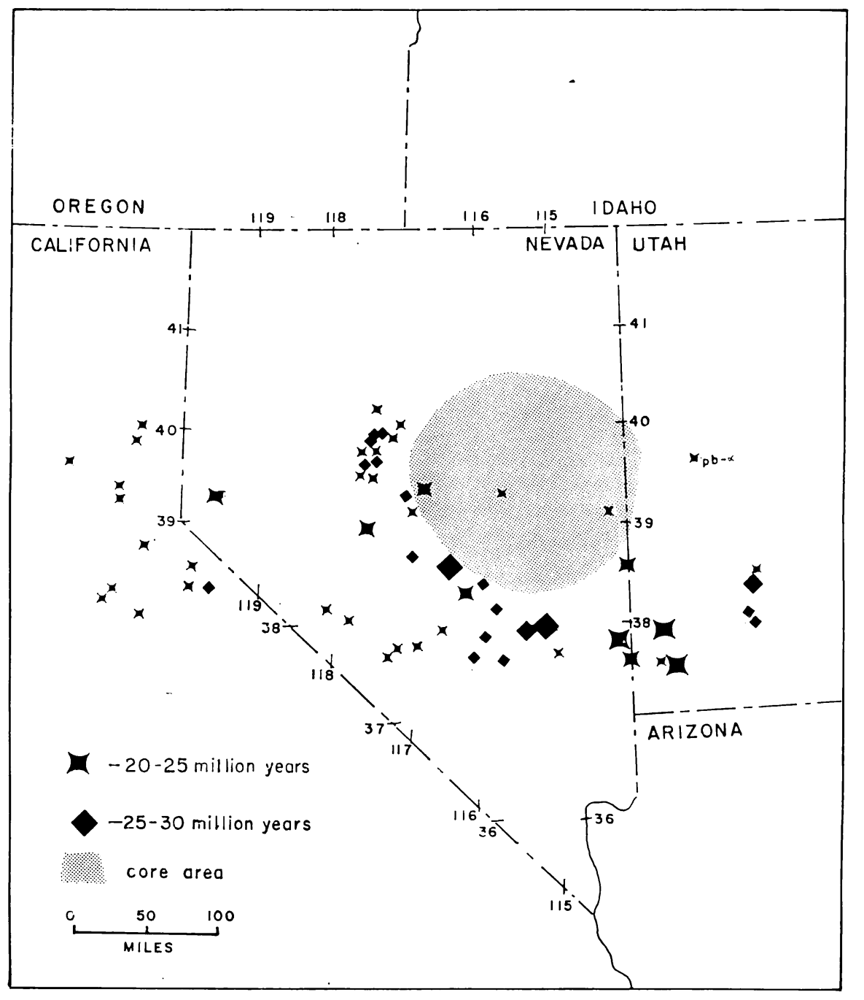 OREGON
IDAHO
119 118 116 115
CALIFORNIA
NEVADA
UTAH
41 41
40 40
pb-∝
39 39
119
38 38
118
37
117
ARIZONA
-20-25 million years
116
36 36
-25-30 million years
core area
115
0 50 100
MILES